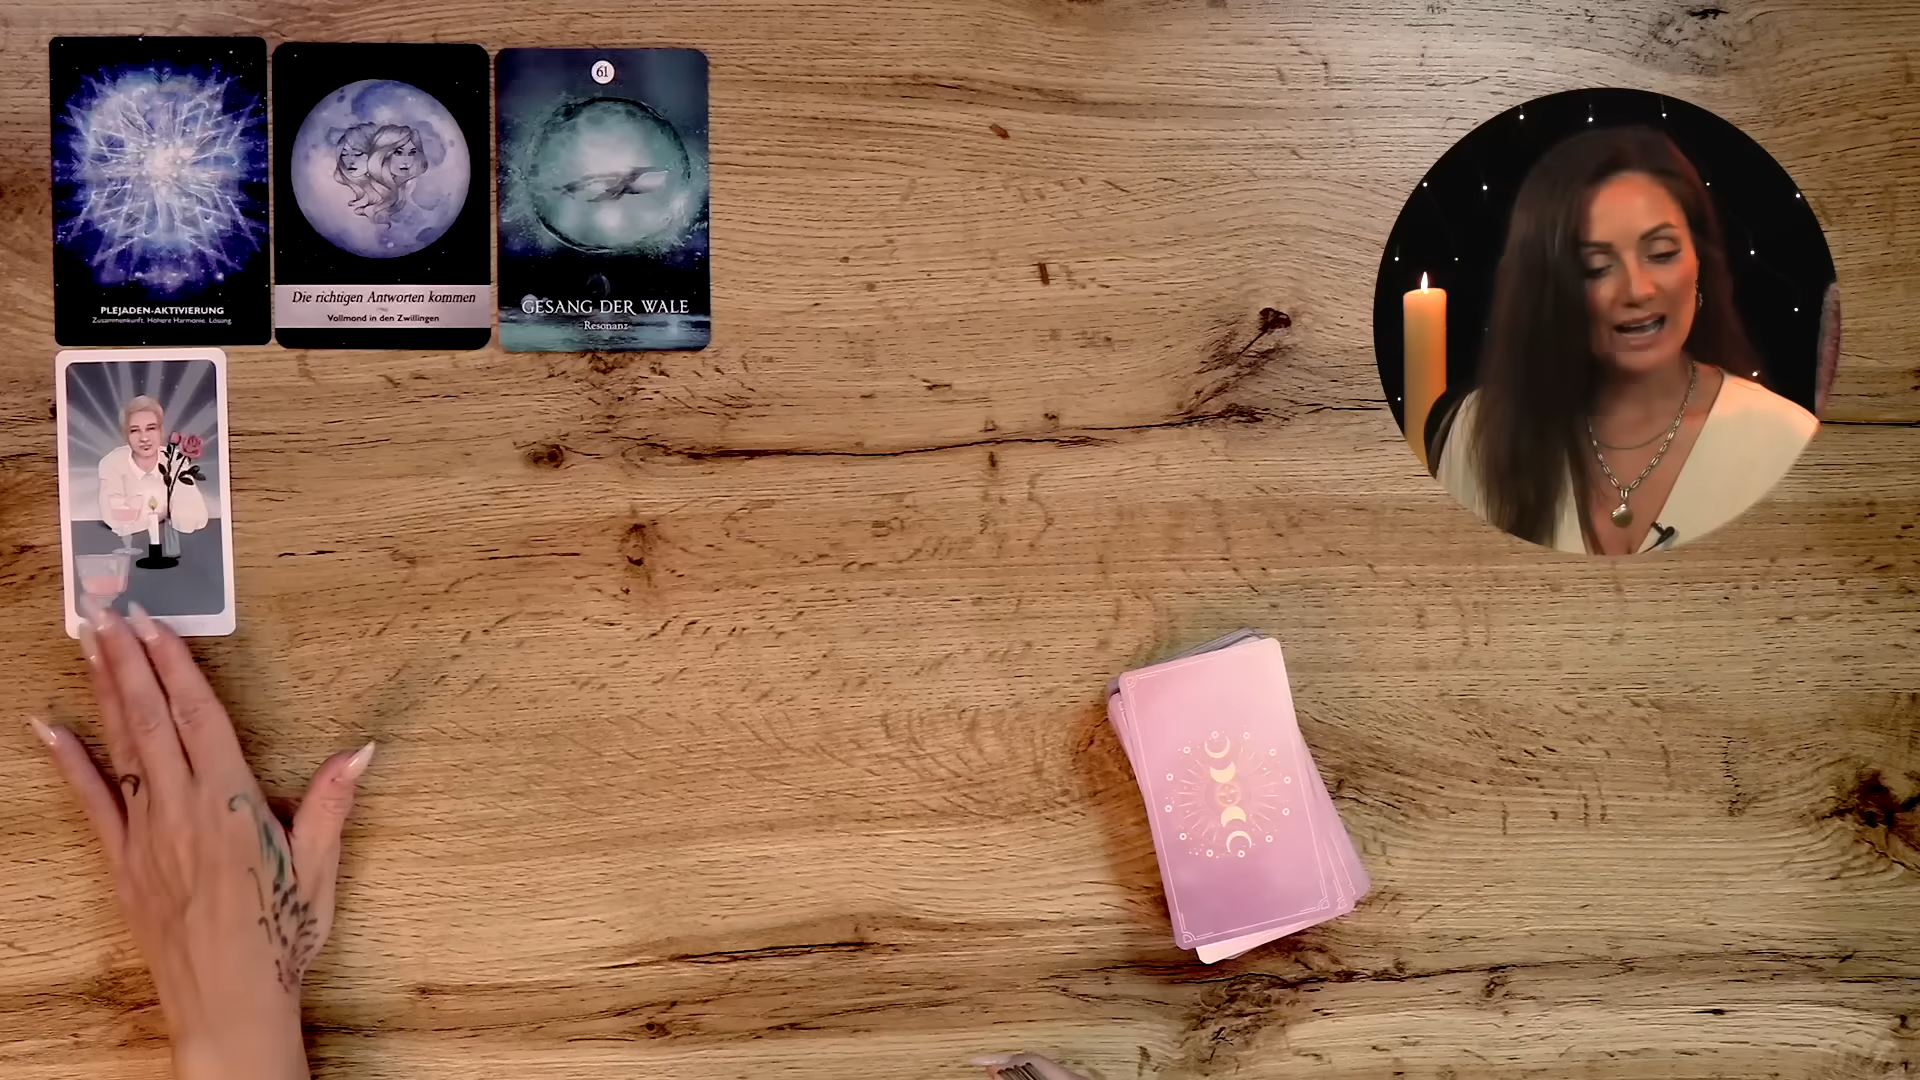 PLEJADEN-AKTIVIERUNG
Zusammenkunft. Höhere Harmonie. Lösung.
Die richtigen Antworten kommen
Vollmond in den Zwillingen
61
GESANG DER WALE
Resonanz